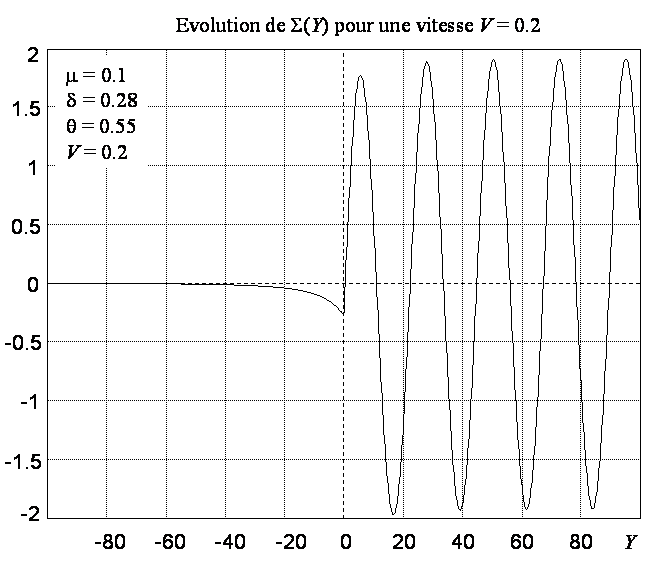 Evolution de Σ(Y) pour une vitesse V = 0.2
2
μ = 0.1
δ = 0.28
θ = 0.55
V = 0.2
1.5
1
0.5
0
-0.5
-1
-1.5
-2
-80 -60 -40 -20 0 20 40 60 80 Y